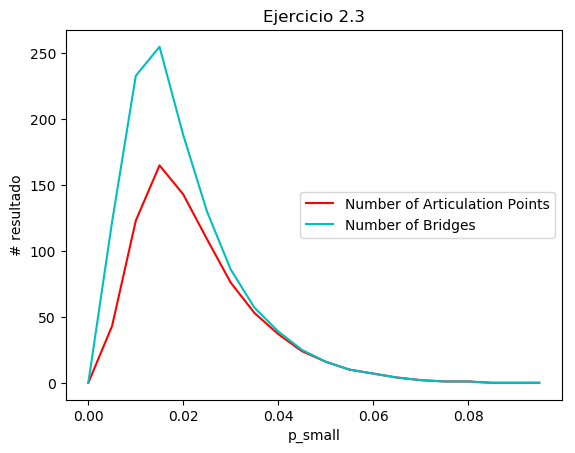 Ejercicio 2.3
250
200
150
100
50
0
# resultado
Number of Articulation Points
Number of Bridges
0.00 0.02 0.04 0.06 0.08
p_small